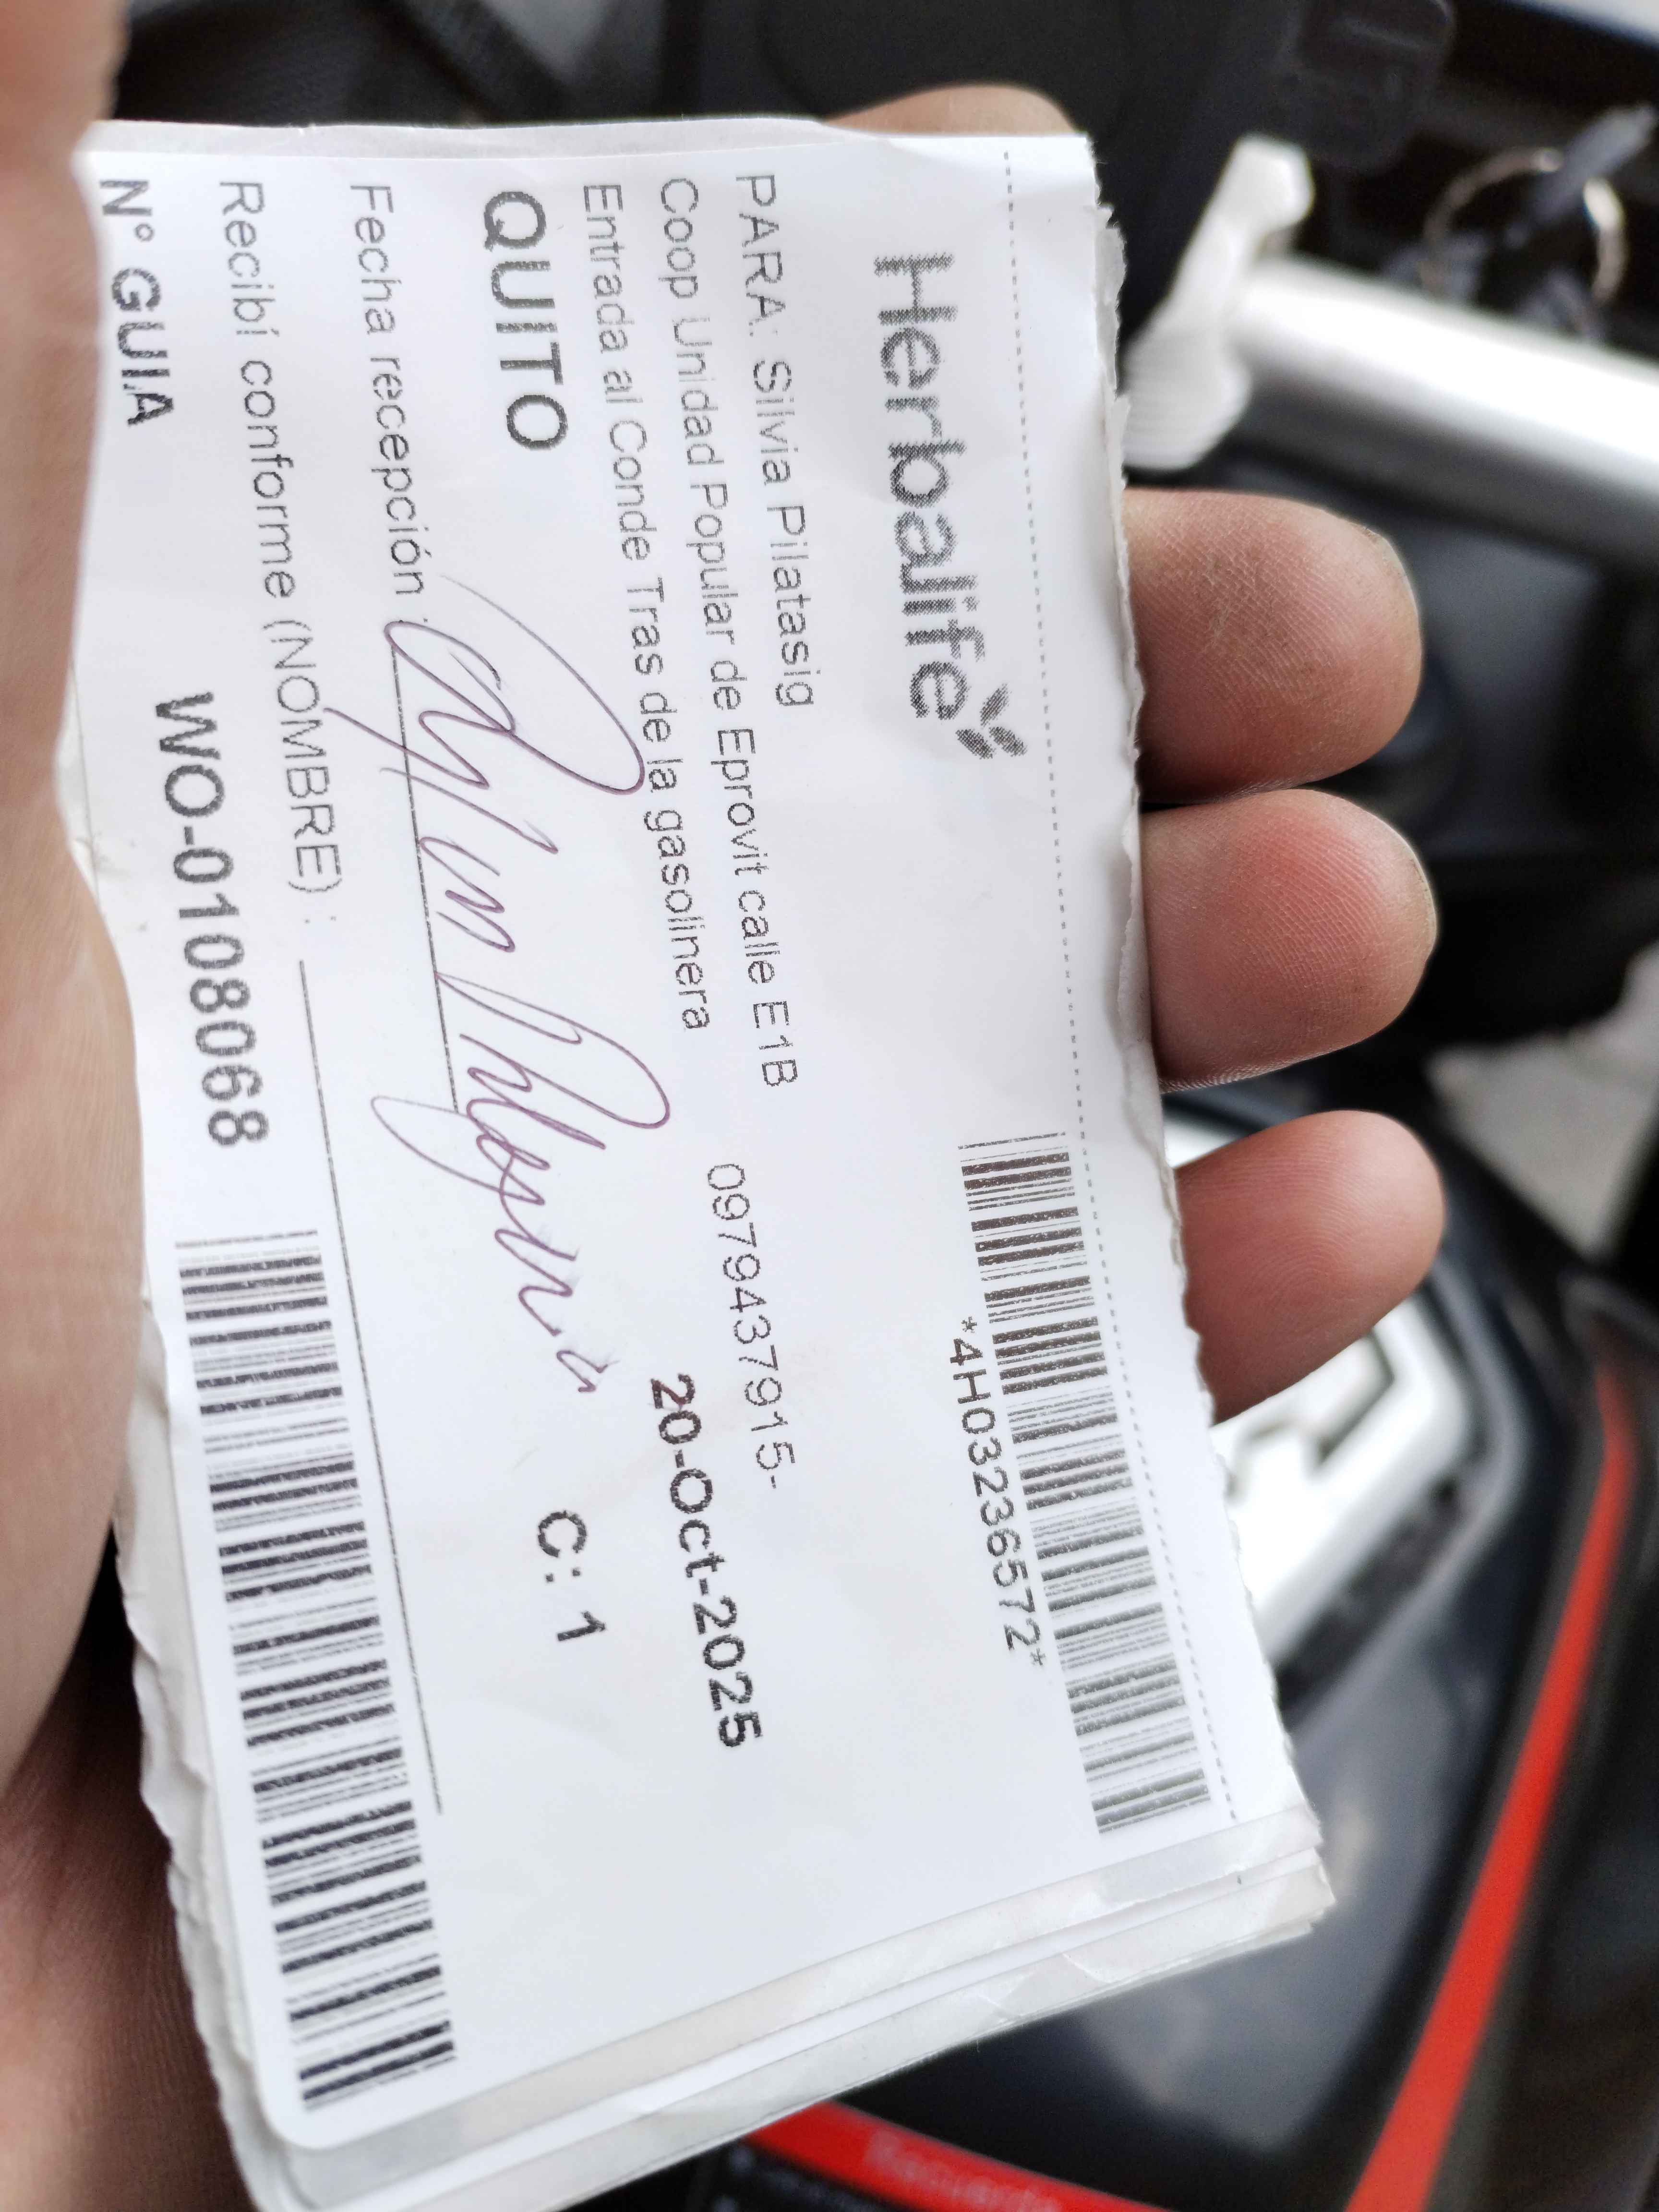 Herbalife
*4H03236572*
PARA: Silvia Pilatasig
Coop Unidad Popular de Eprovit calle E1B 0979437915-
Entrada al Conde Tras de la gasolinera 20-Oct-2025
QUITO C: 1
Fecha recepción :
Recibí conforme (NOMBRE) :
N° GUIA WO-0108068
Recuerda